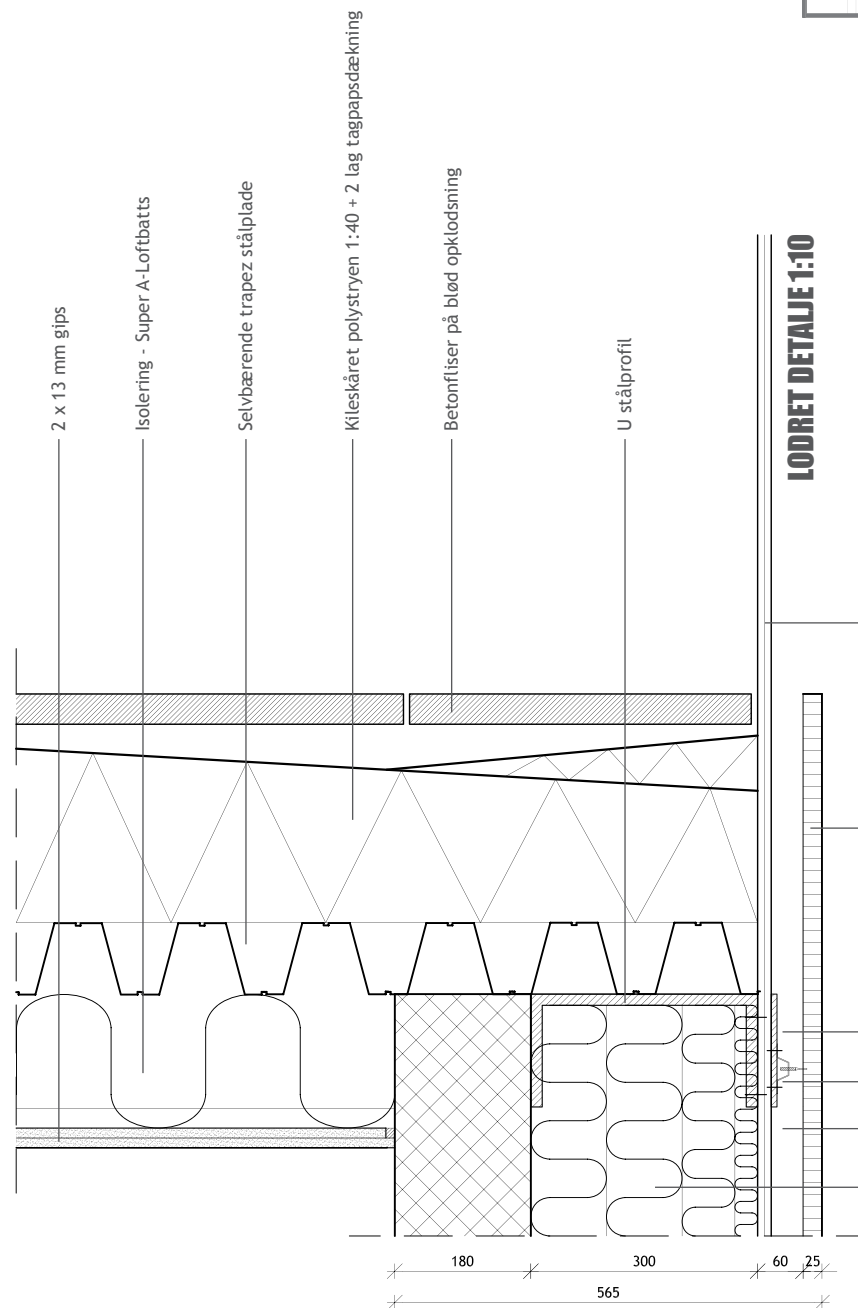 2 x 13 mm gips
Isolering - Super A-Loftbatts
Selvbærende trapez stålplade
Kileskåret polystryen 1:40 + 2 lag tagpapsdækning
Betonfliser på blød opklodsning
U stålprofil
LODRET DETALJE 1:10
180
300
60
25
565